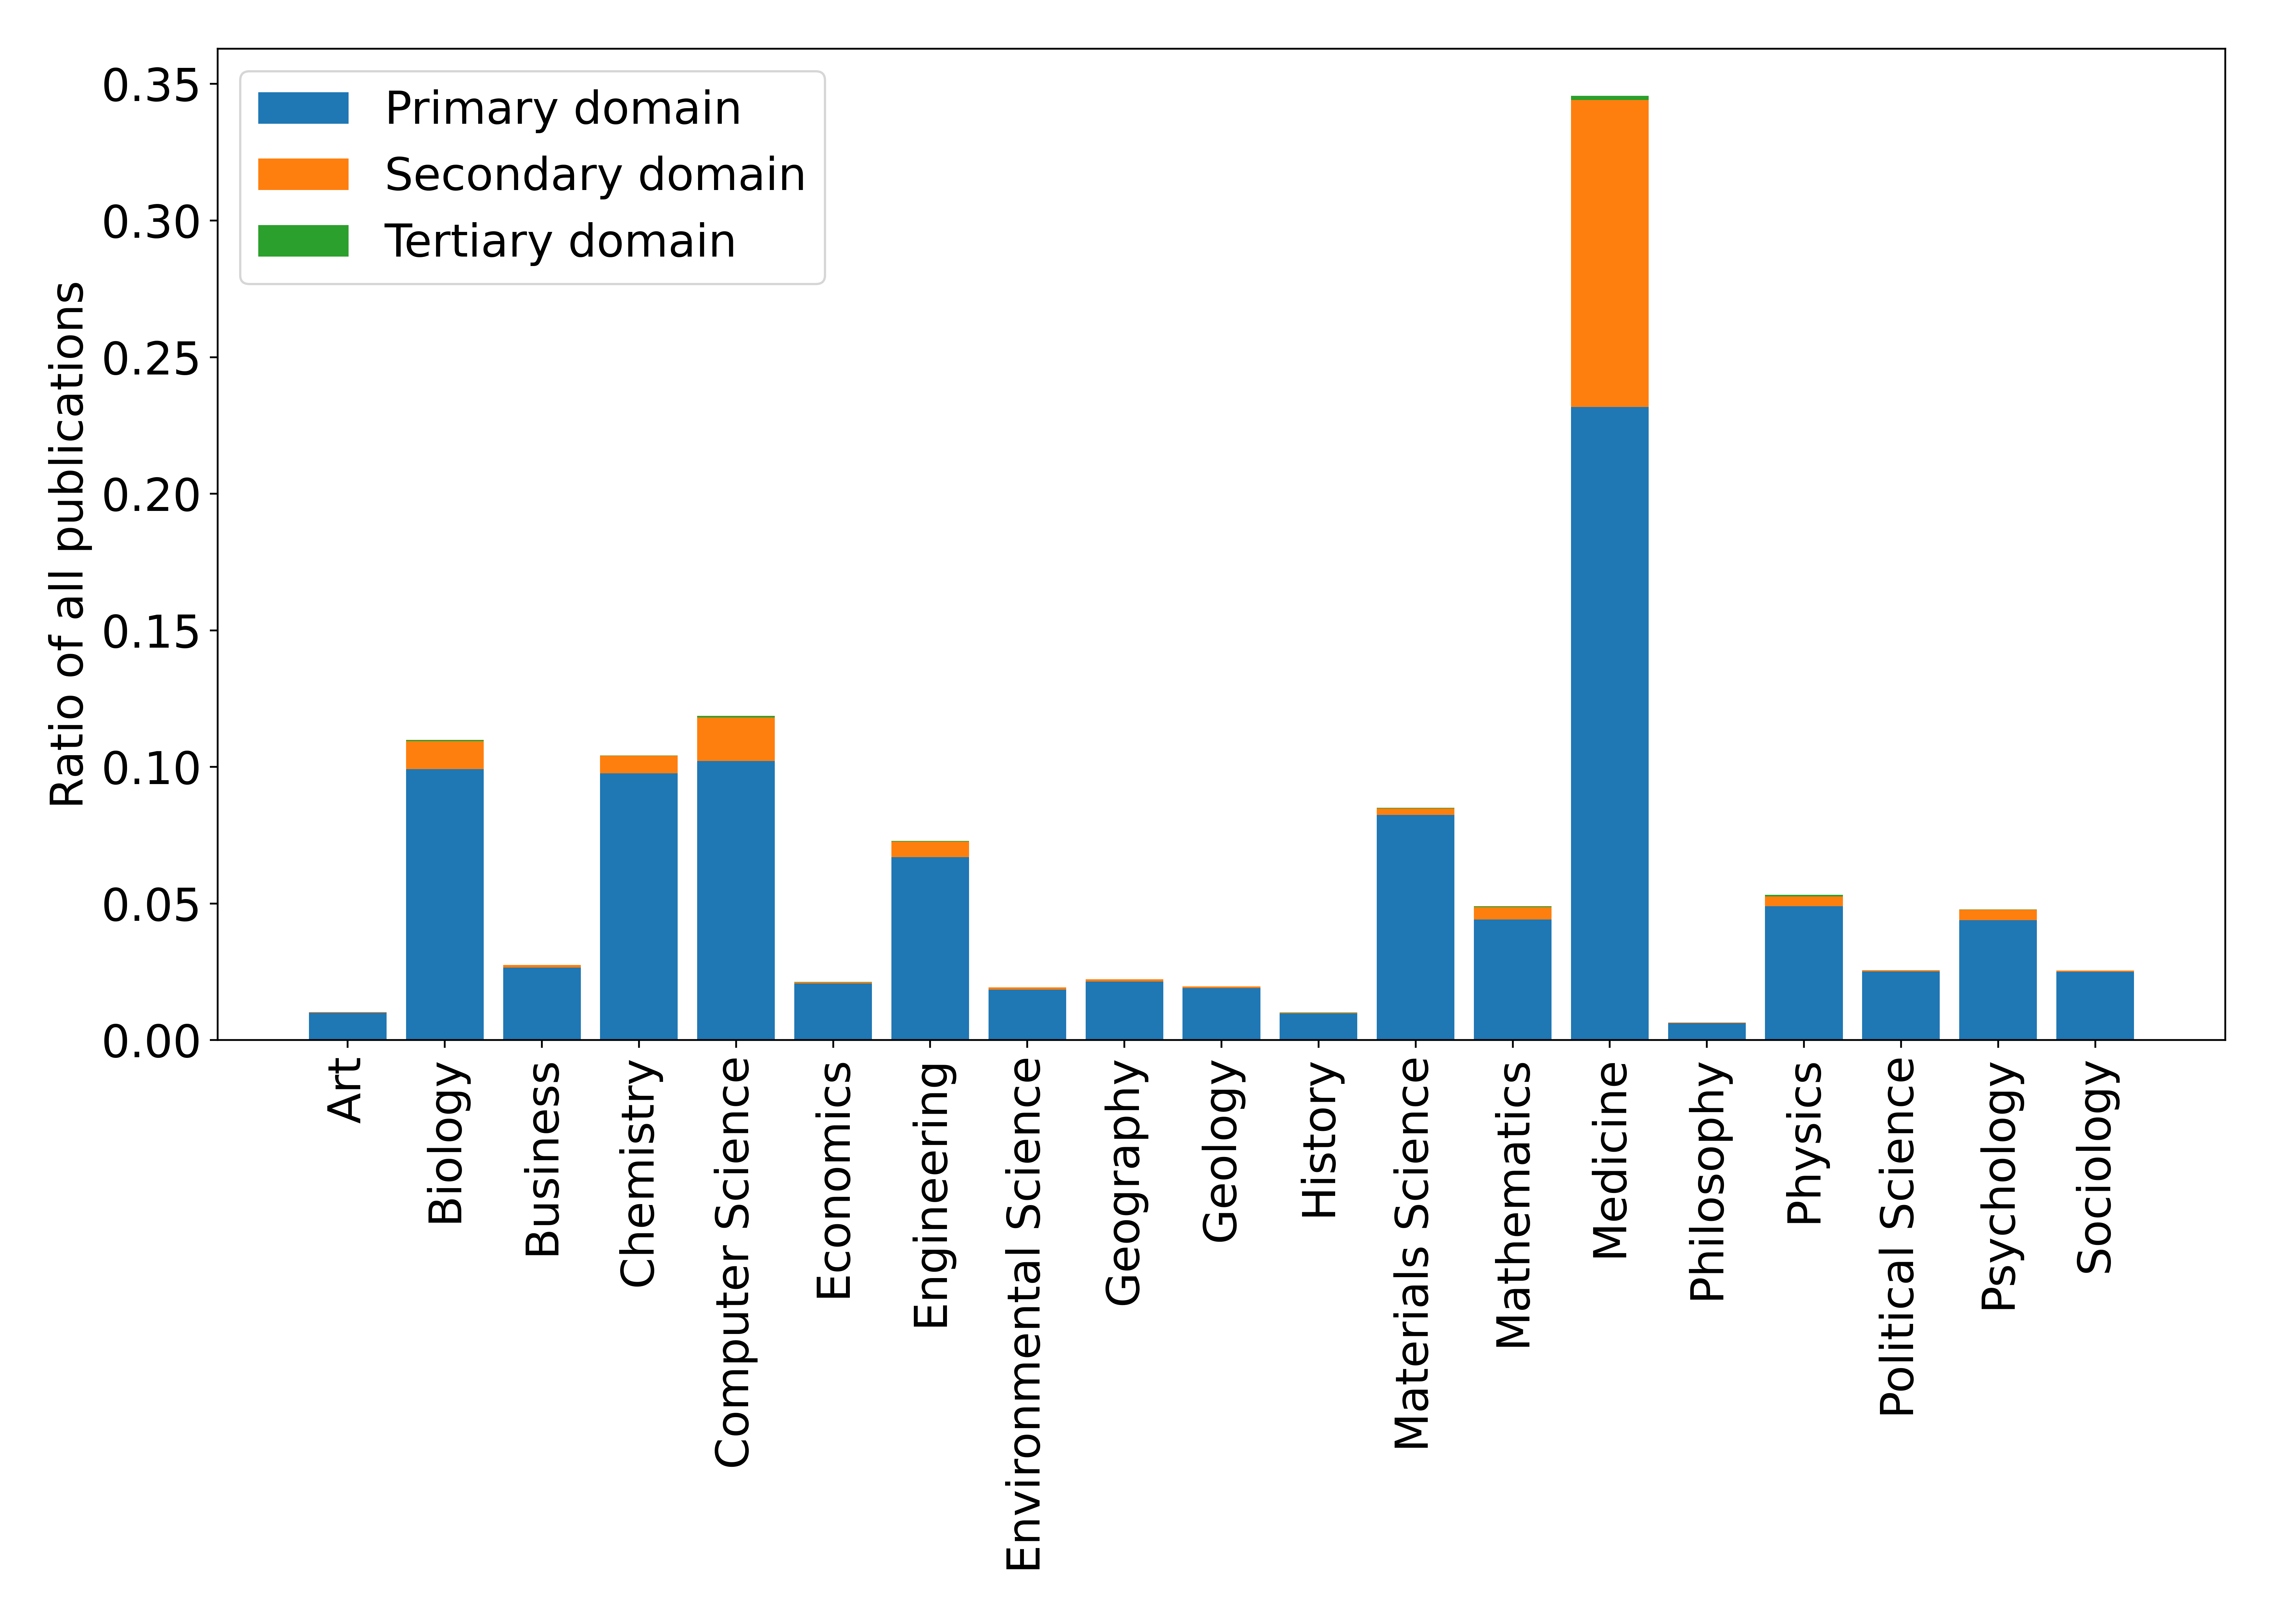 Primary domain
Secondary domain
Tertiary domain
Ratio of all publications
0.35
0.30
0.25
0.20
0.15
0.10
0.05
0.00
Art
Biology
Business
Chemistry
Computer Science
Economics
Engineering
Environmental Science
Geography
Geology
History
Materials Science
Mathematics
Medicine
Philosophy
Physics
Political Science
Psychology
Sociology